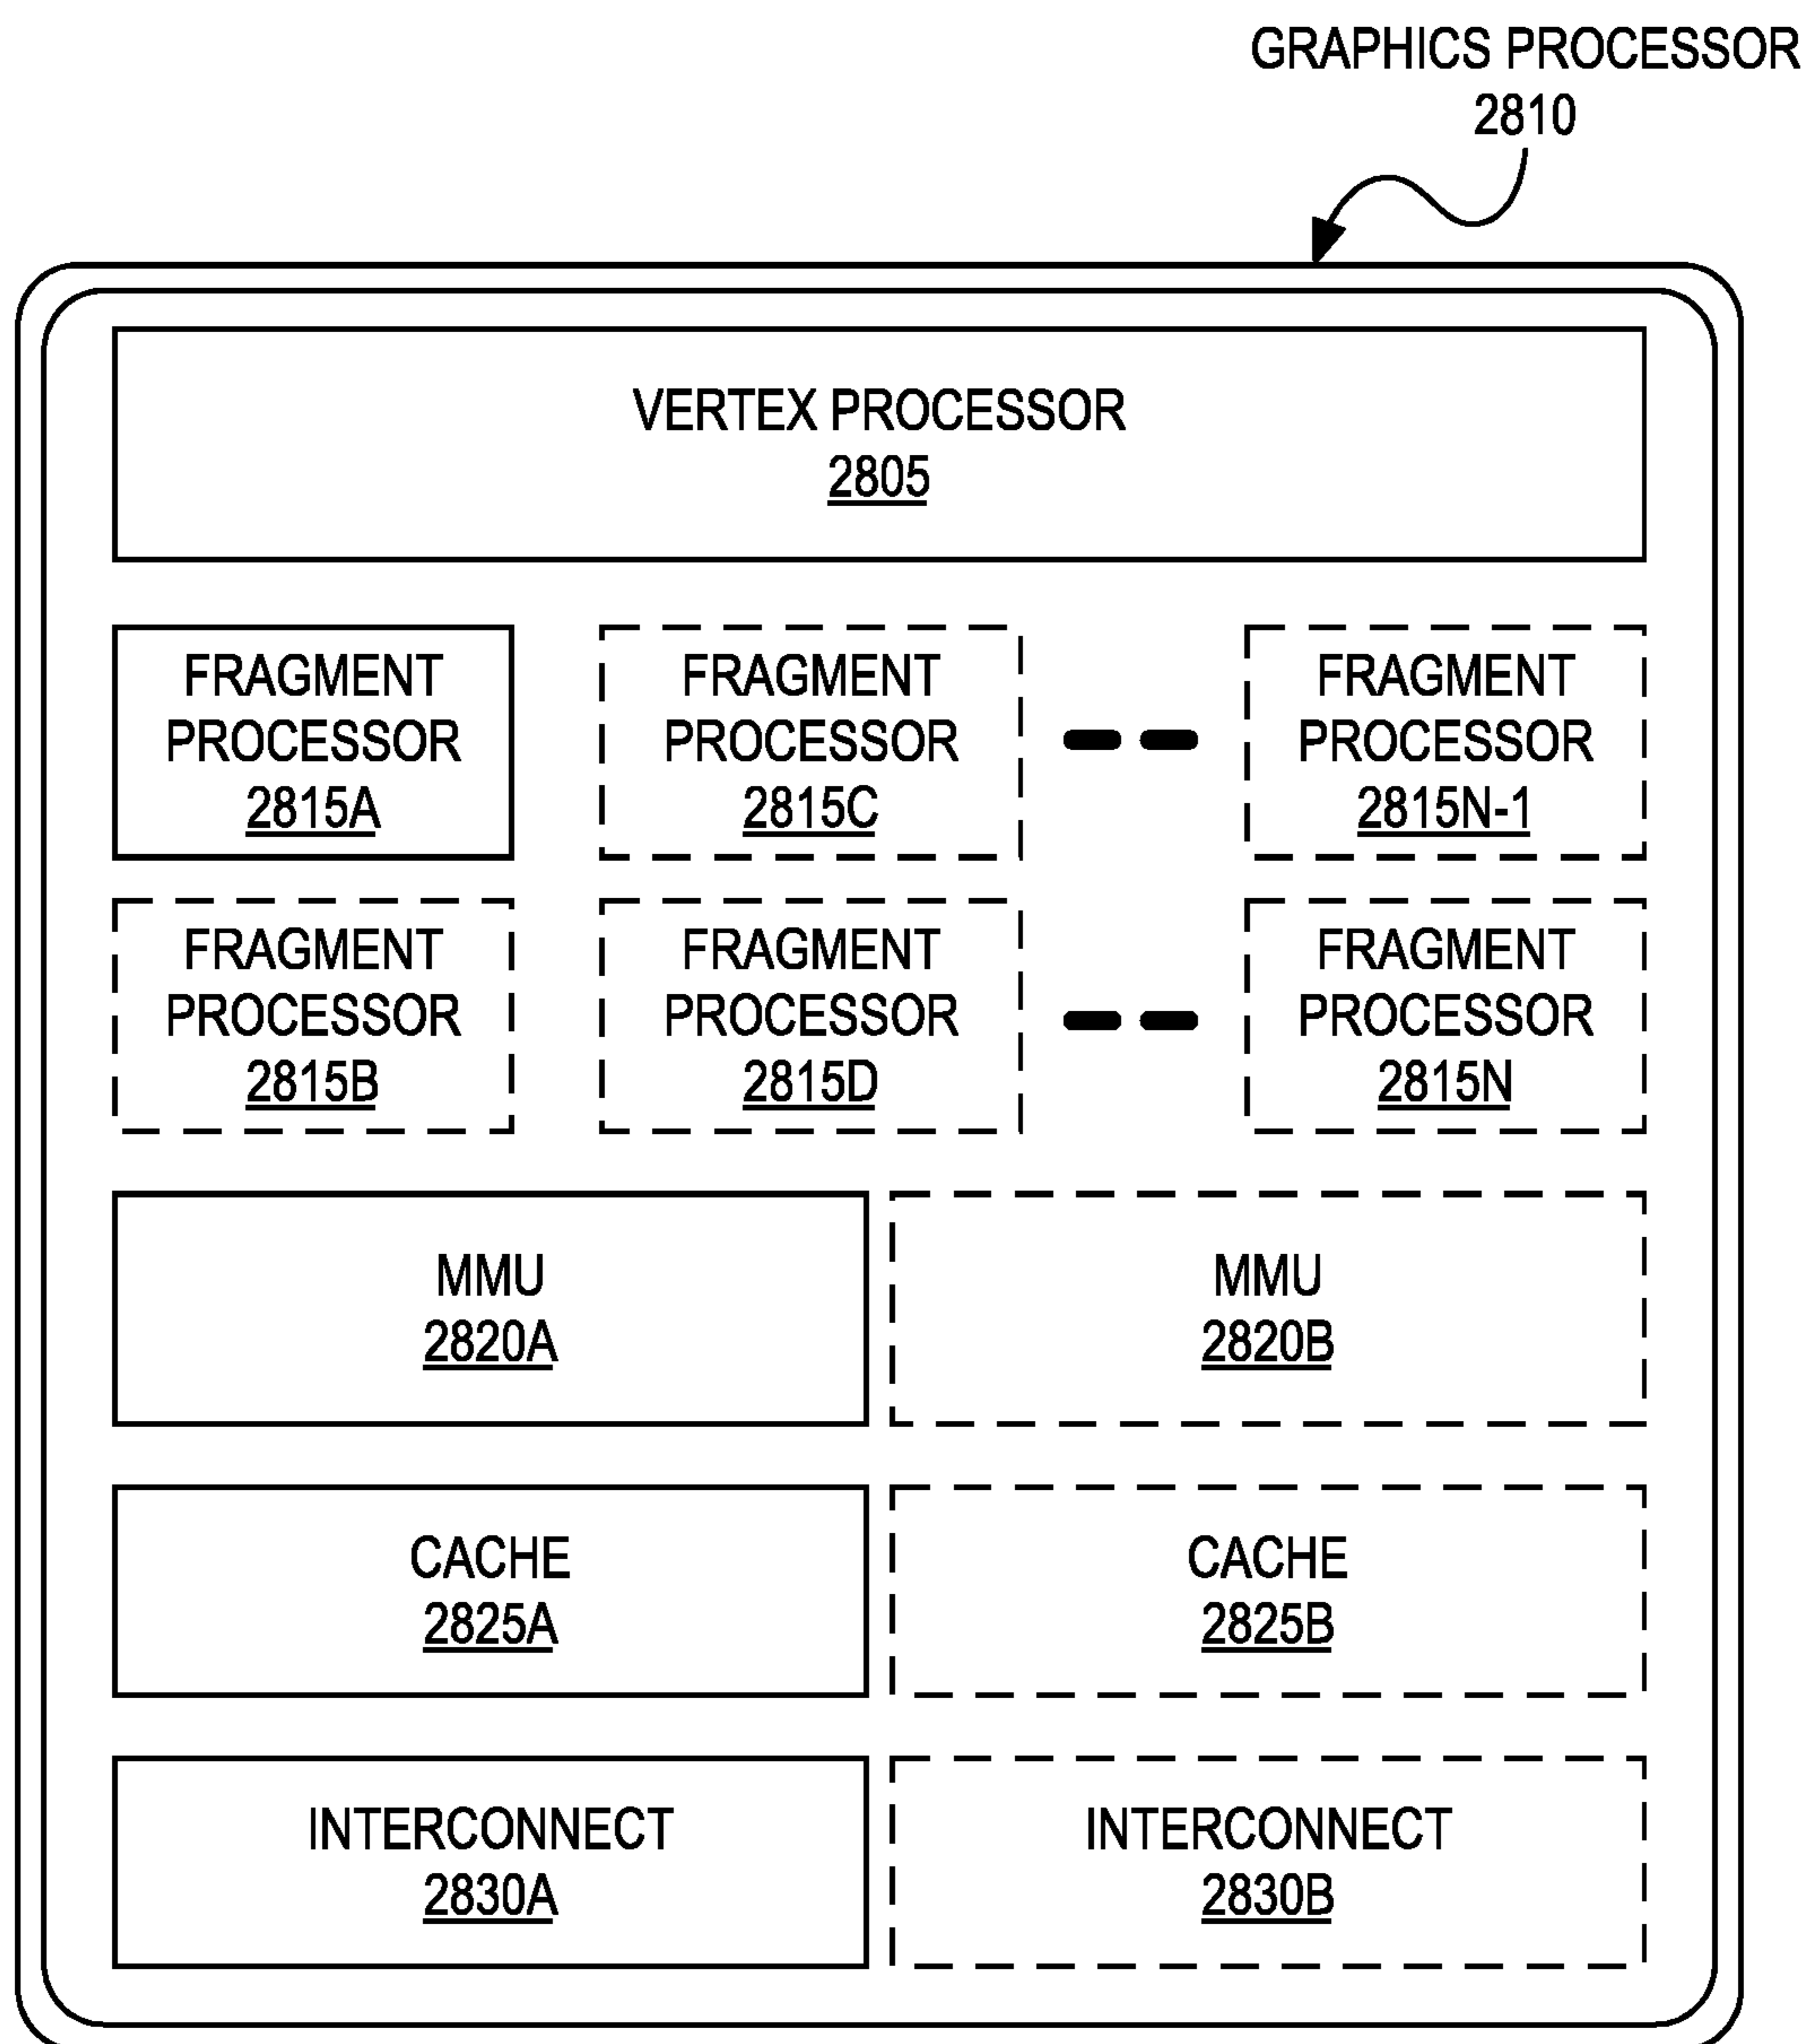 GRAPHICS PROCESSOR
2810
VERTEX PROCESSOR
2805
FRAGMENT
PROCESSOR
2815A
FRAGMENT
PROCESSOR
2815C
FRAGMENT
PROCESSOR
2815N-1
FRAGMENT
PROCESSOR
2815B
FRAGMENT
PROCESSOR
2815D
FRAGMENT
PROCESSOR
2815N
MMU
2820A
MMU
2820B
CACHE
2825A
CACHE
2825B
INTERCONNECT
2830A
INTERCONNECT
2830B